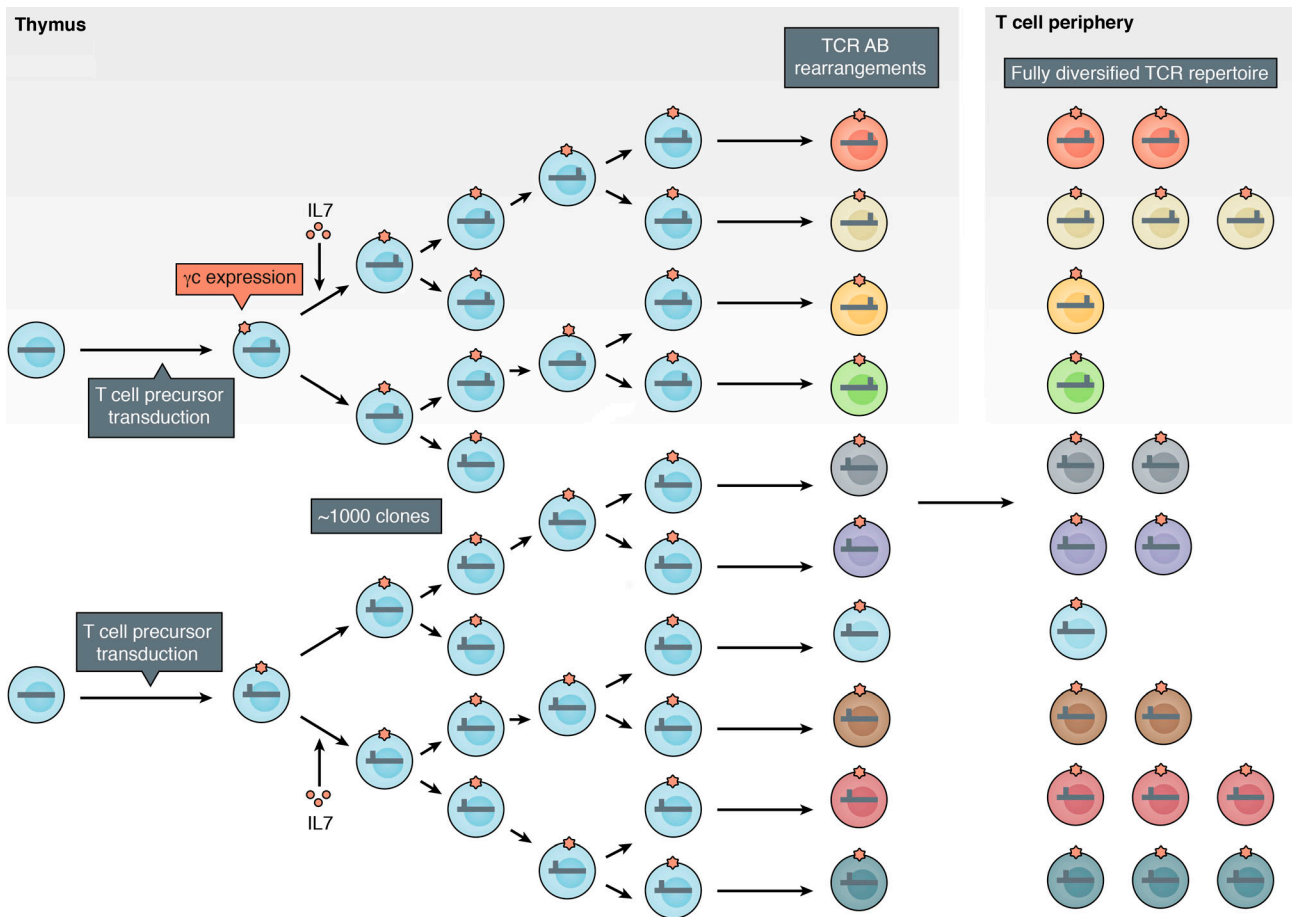 Thymus
T cell periphery
TCR AB
rearrangements
Fully diversified TCR repertoire
IL7
γc expression
T cell precursor
transduction
~1000 clones
T cell precursor
transduction
IL7